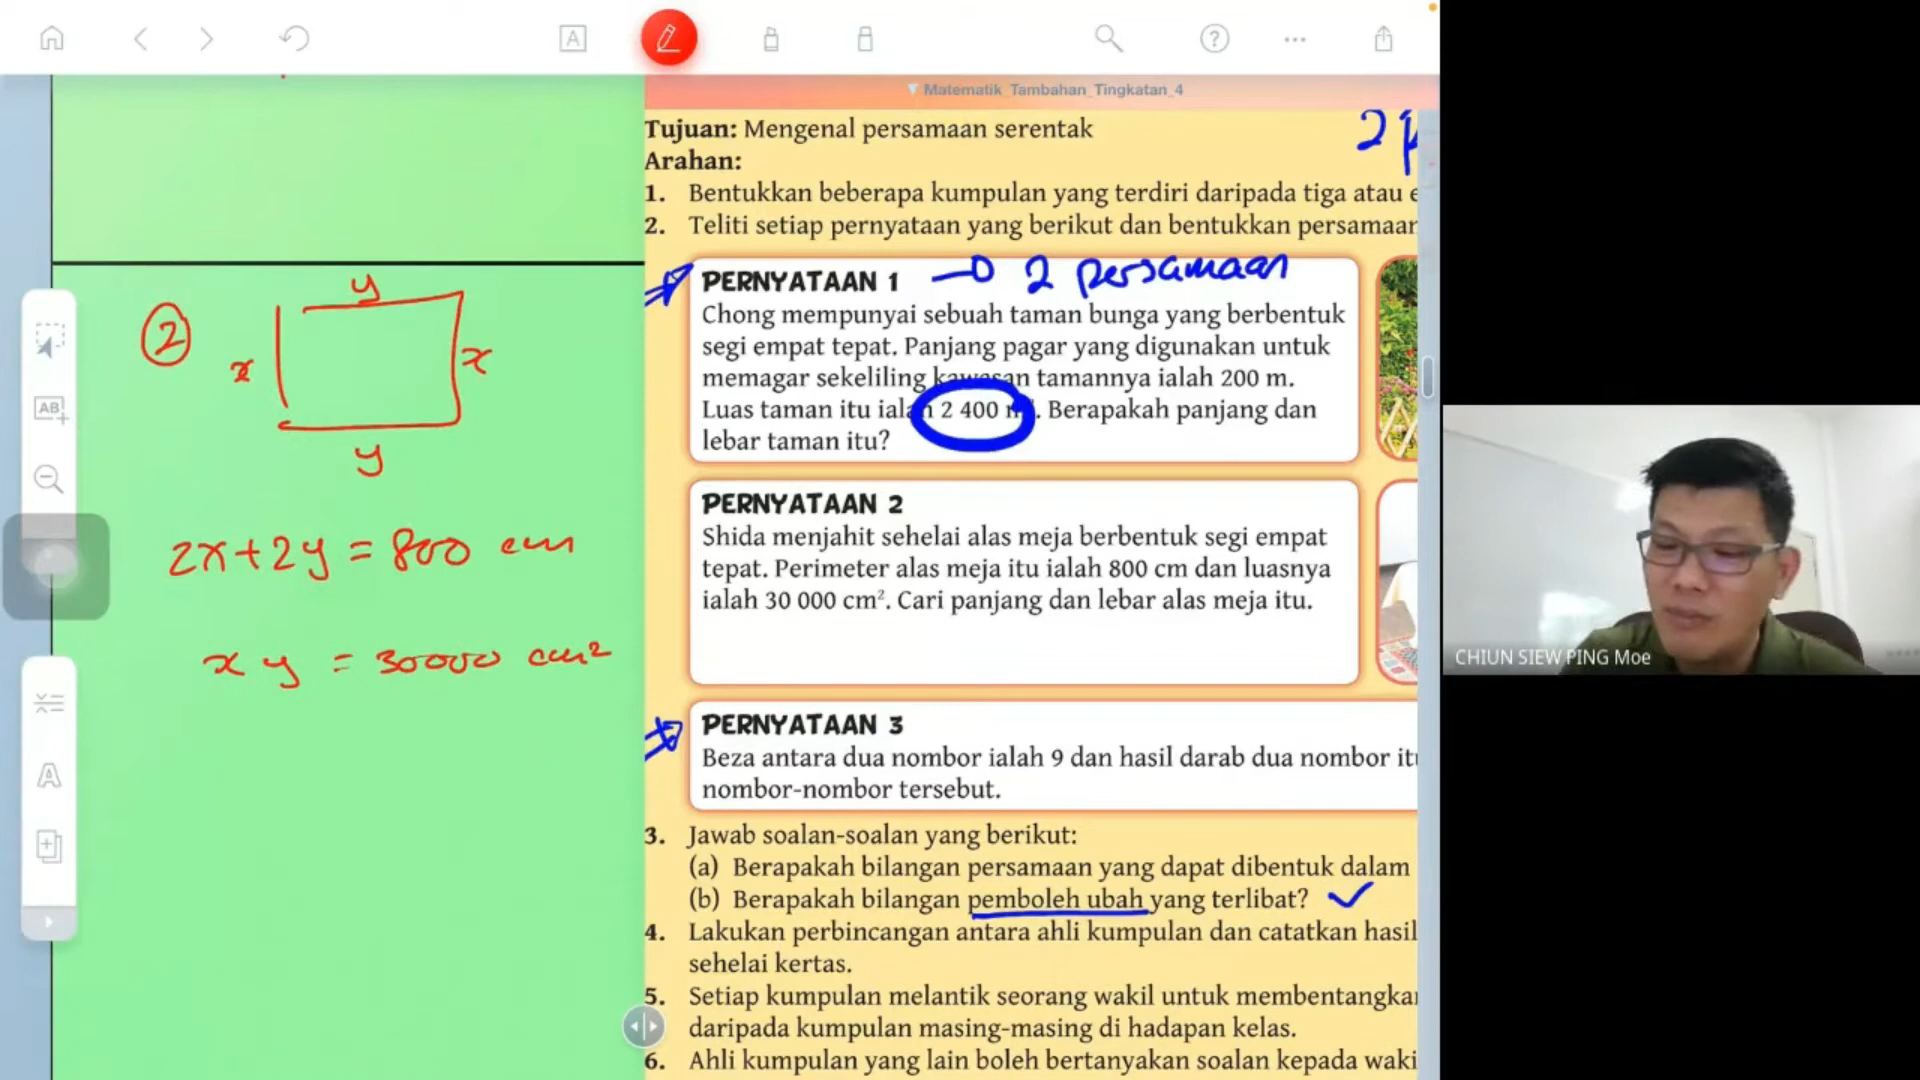 Matematik_Tambahan_Tingkatan_4
Tujuan: Mengenal persamaan serentak
2 p
Arahan:
1. Bentukkan beberapa kumpulan yang terdiri daripada tiga atau e
2. Teliti setiap pernyataan yang berikut dan bentukkan persamaan
PERNYATAAN 1 → 2 persamaan
Chong mempunyai sebuah taman bunga yang berbentuk
segi empat tepat. Panjang pagar yang digunakan untuk
memagar sekeliling kawasan tamannya ialah 200 m.
Luas taman itu ialah 2 400 m². Berapakah panjang dan
lebar taman itu?
PERNYATAAN 2
Shida menjahit sehelai alas meja berbentuk segi empat
tepat. Perimeter alas meja itu ialah 800 cm dan luasnya
ialah 30 000 cm². Cari panjang dan lebar alas meja itu.
PERNYATAAN 3
Beza antara dua nombor ialah 9 dan hasil darab dua nombor itu
nombor-nombor tersebut.
3. Jawab soalan-soalan yang berikut:
(a) Berapakah bilangan persamaan yang dapat dibentuk dalam
(b) Berapakah bilangan pemboleh ubah yang terlibat? ✓
4. Lakukan perbincangan antara ahli kumpulan dan catatkan hasil
sehelai kertas.
5. Setiap kumpulan melantik seorang wakil untuk membentangkan
daripada kumpulan masing-masing di hadapan kelas.
6. Ahli kumpulan yang lain boleh bertanyakan soalan kepada waki
2
y
x
x
y
2x+2y = 800 cm
xy = 30000 cm²
CHIUN SIEW PING Moe